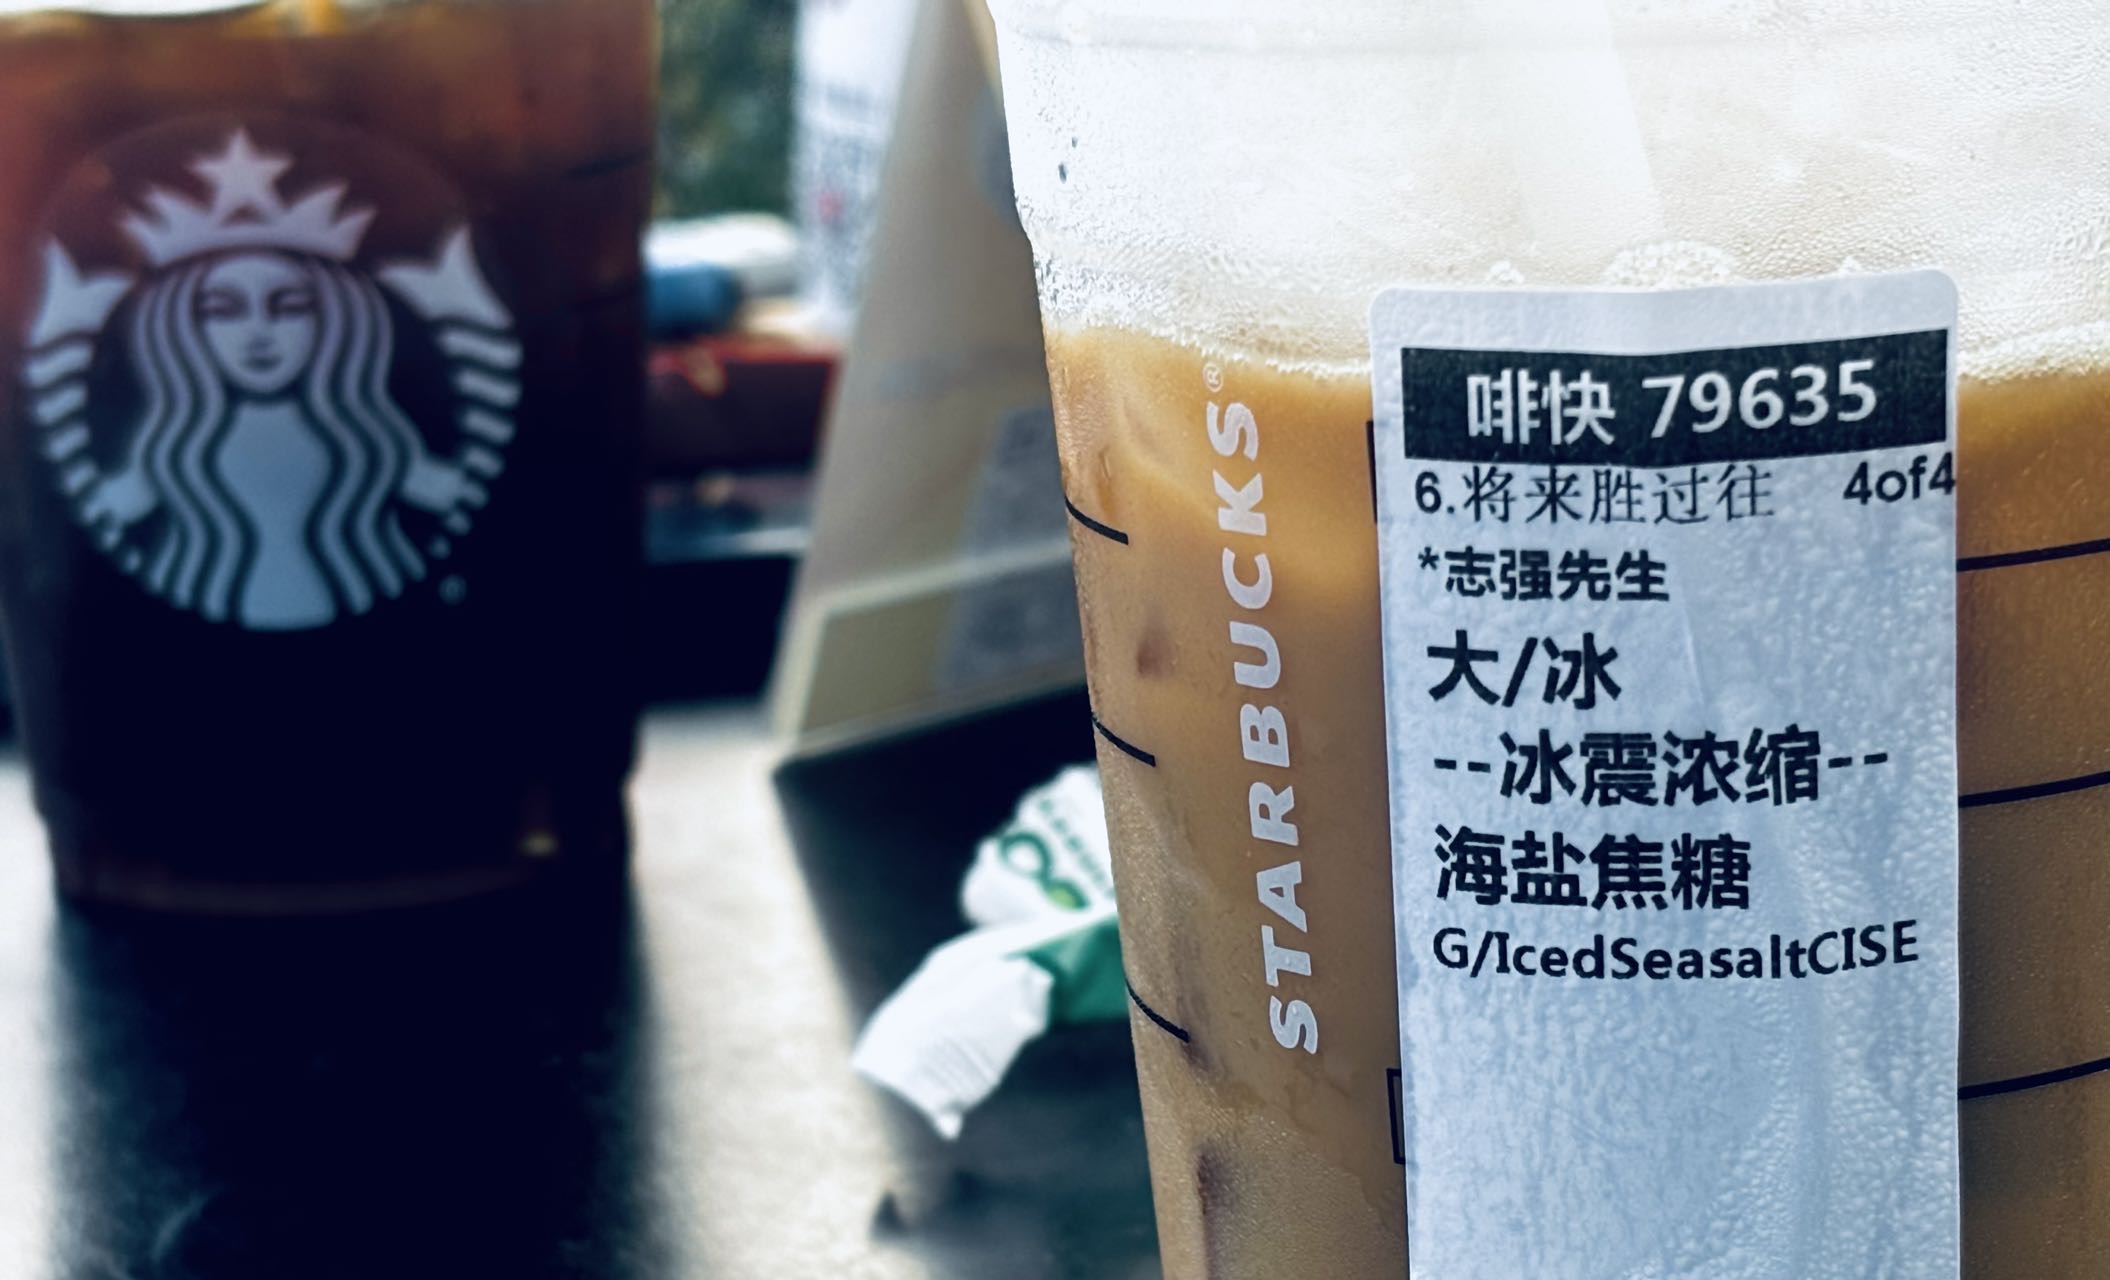 STARBUCKS®
啡快 79635
6.将来胜过往 4of4
*志强先生
大/冰
--冰震浓缩--
海盐焦糖
G/IcedSeasaltCISE